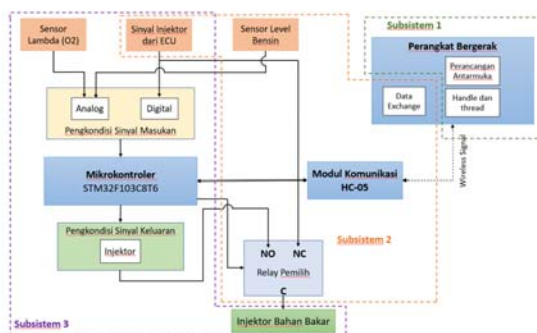 Sensor
Lambda (O2)
Sinyal Injektor
dari ECU
Sensor Level
Bensin
Subsistem 1
Perangkat Bergerak
Perancangan
Antarmuka
Data
Exchange
Handle dan
thread
Analog
Digital
Pengkondisi Sinyal Masukan
Mikrokontroler
STM32F103C8T6
Modul Komunikasi
HC-05
Wireless Signal
Pengkondisi Sinyal Keluaran
Injektor
NO
NC
Relay Pemilih
C
Subsistem 2
Subsistem 3
Injektor Bahan Bakar